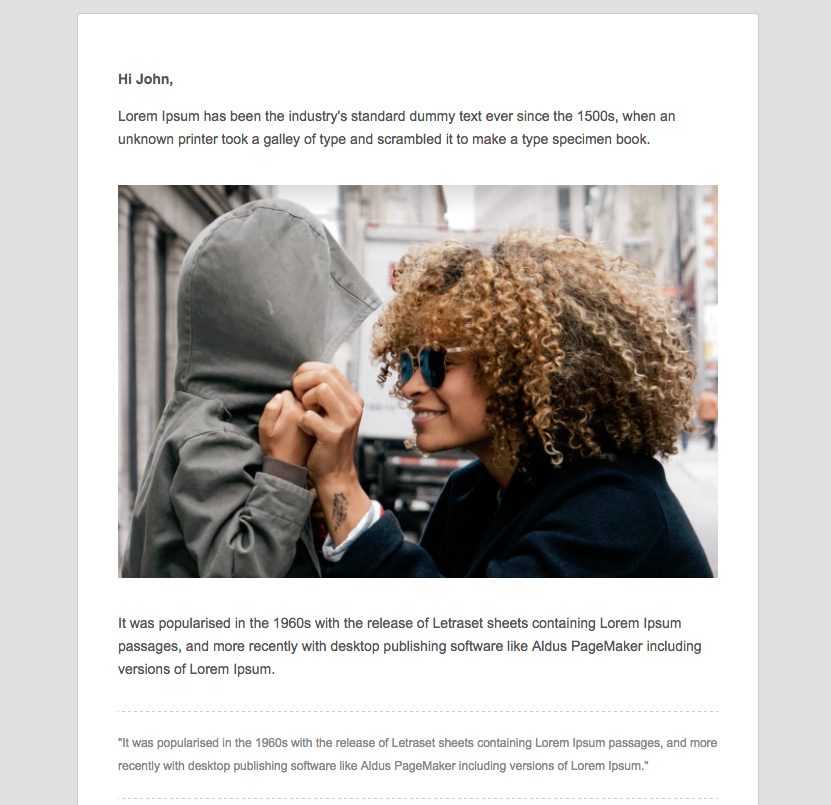 Hi John,
Lorem Ipsum has been the industry's standard dummy text ever since the 1500s, when an
unknown printer took a galley of type and scrambled it to make a type specimen book.
It was popularised in the 1960s with the release of Letraset sheets containing Lorem Ipsum
passages, and more recently with desktop publishing software like Aldus PageMaker including
versions of Lorem Ipsum.
"It was popularised in the 1960s with the release of Letraset sheets containing Lorem Ipsum passages, and more
recently with desktop publishing software like Aldus PageMaker including versions of Lorem Ipsum."